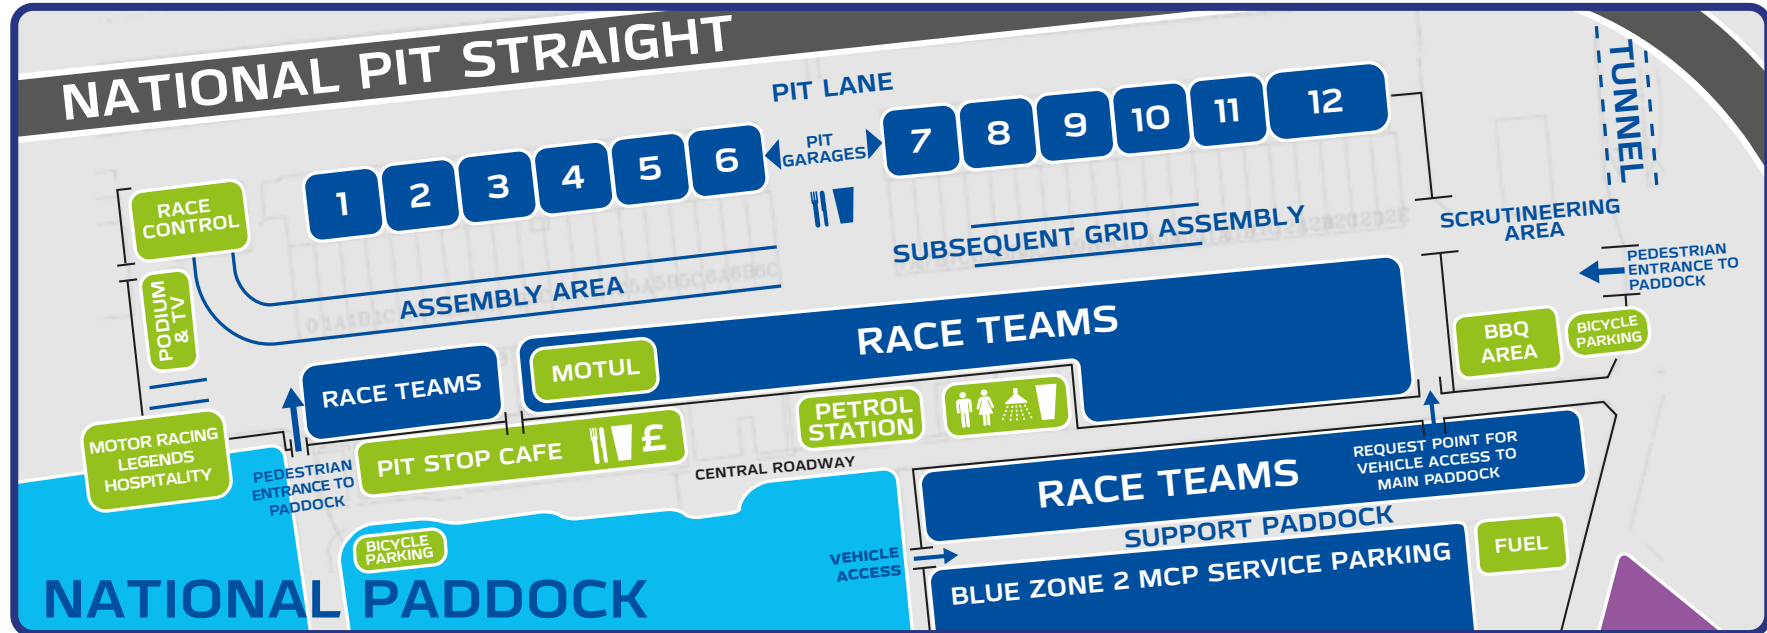 NATIONAL PIT STRAIGHT
TUNNEL
PIT LANE
1
2
3
4
5
6
PIT
GARAGES
7
8
9
10
11
12
RACE
CONTROL
SUBSEQUENT GRID ASSEMBLY
SCRUTINEERING
AREA
PEDESTRIAN
ENTRANCE TO
PADDOCK
PODIUM
& TV
ASSEMBLY AREA
RACE TEAMS
BBQ
AREA
BICYCLE
PARKING
RACE TEAMS
MOTUL
PETROL
STATION
MOTOR RACING
LEGENDS
HOSPITALITY
PEDESTRIAN
ENTRANCE TO
PADDOCK
PIT STOP CAFE £
CENTRAL ROADWAY
RACE TEAMS
REQUEST POINT FOR
VEHICLE ACCESS TO
MAIN PADDOCK
SUPPORT PADDOCK
BICYCLE
PARKING
VEHICLE
ACCESS
FUEL
BLUE ZONE 2 MCP SERVICE PARKING
NATIONAL PADDOCK